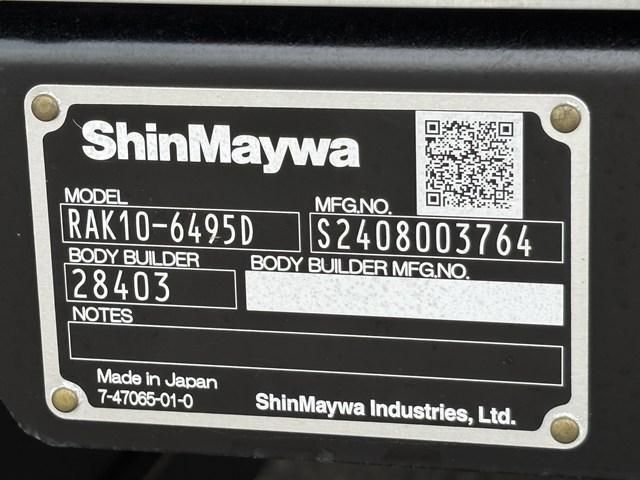 ShinMaywa
MODEL
RAK10-6495D
MFG.NO.
S2408003764
BODY BUILDER
28403
BODY BUILDER MFG.NO.
NOTES
Made in Japan
7-47065-01-0
ShinMaywa Industries, Ltd.